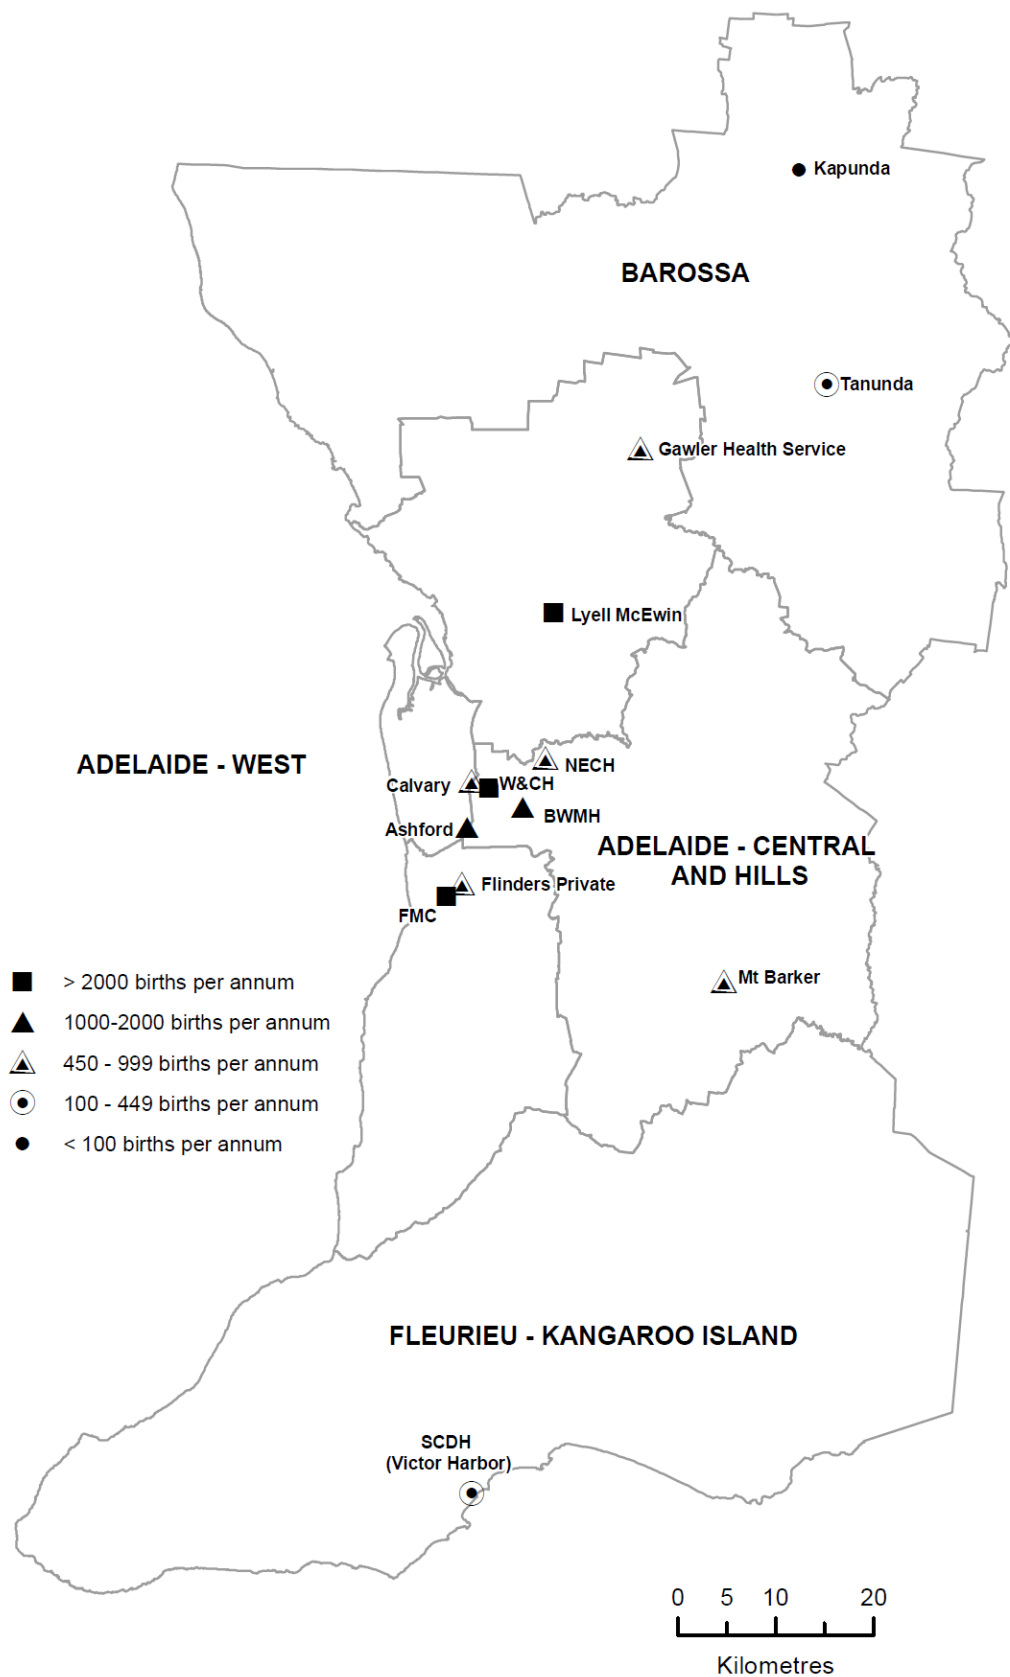 Kapunda
BAROSSA
Tanunda
Gawler Health Service
Lyell McEwin
ADELAIDE - WEST
NECH
Calvary
W&CH
BWMH
Ashford
ADELAIDE - CENTRAL
AND HILLS
Flinders Private
FMC
Mt Barker
> 2000 births per annum
1000-2000 births per annum
450 - 999 births per annum
100 - 449 births per annum
< 100 births per annum
FLEURIEU - KANGAROO ISLAND
SCDH
(Victor Harbor)
0 5 10 20
Kilometres